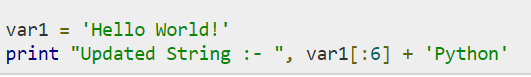 var1 = 'Hello World!'
print "Updated String :- ", var1[:6] + 'Python'